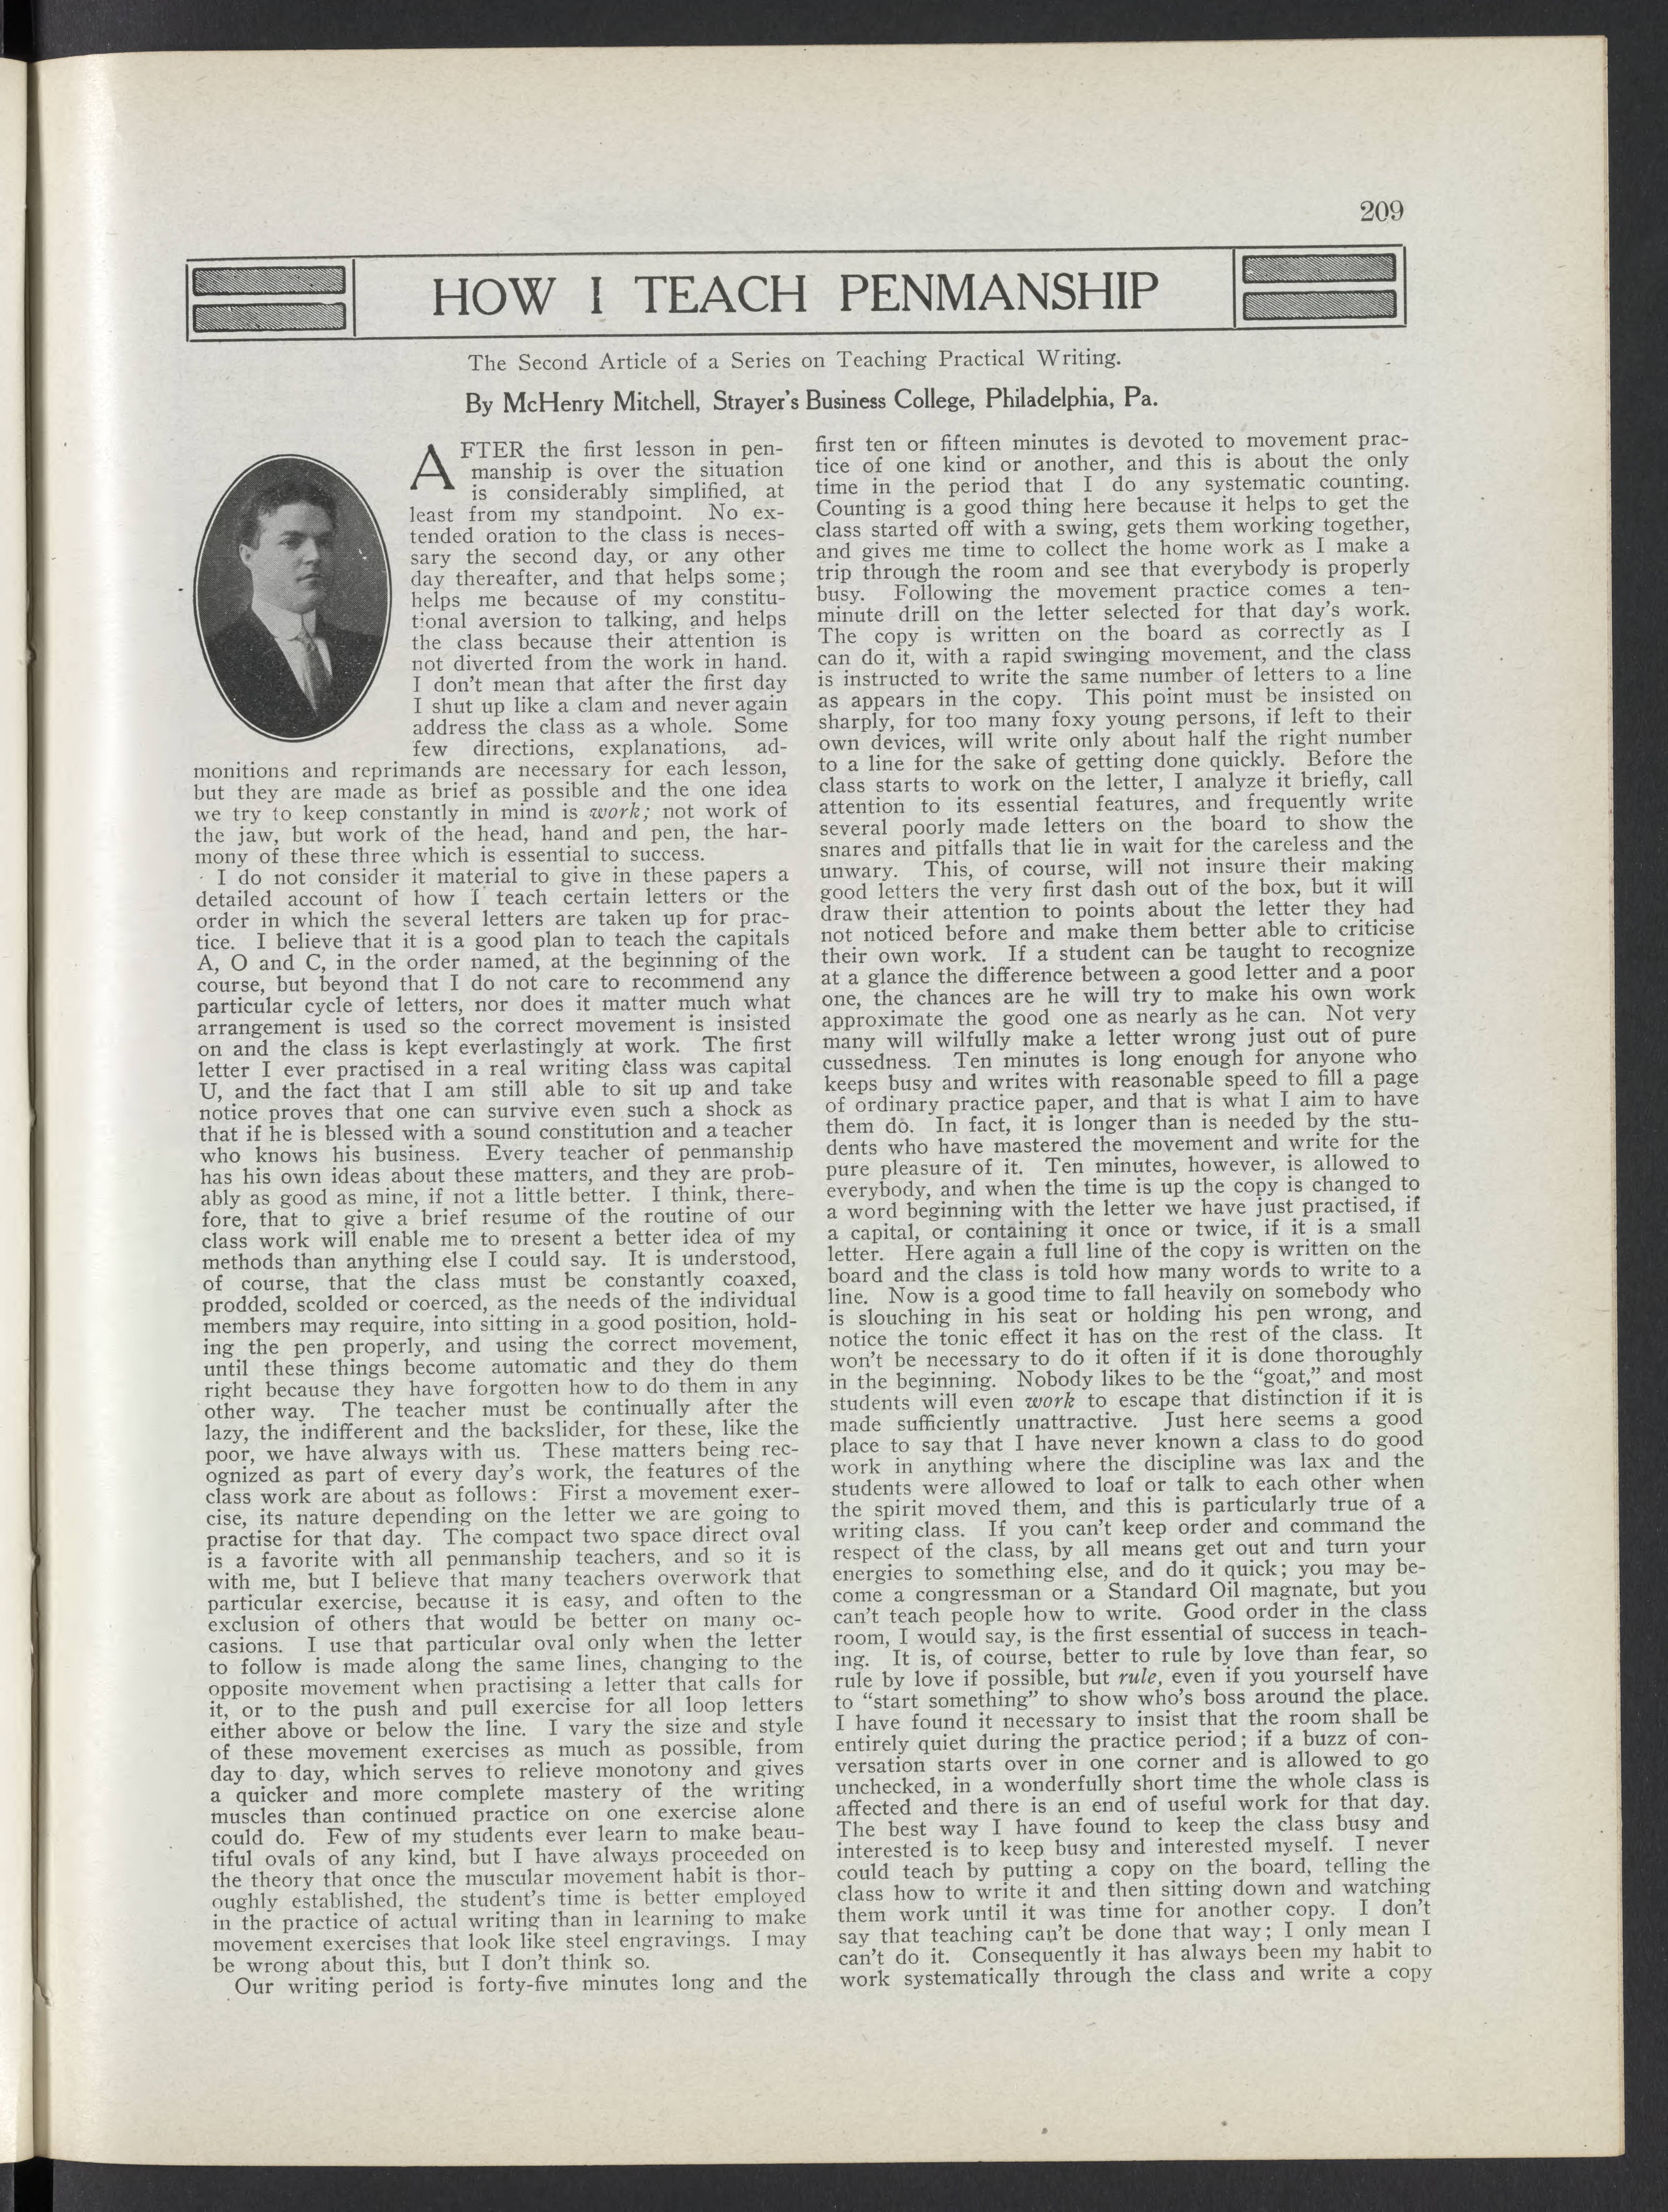 209
HOW I TEACH PENMANSHIP
The Second Article of a Series on Teaching Practical Writing.
By McHenry Mitchell, Strayer's Business College, Philadelphia, Pa.
AFTER the first lesson in pen-
manship is over the situation
is considerably simplified, at
least from my standpoint. No ex-
tended oration to the class is neces-
sary the second day, or any other
day thereafter, and that helps some;
helps me because of my constitu-
tional aversion to talking, and helps
the class because their attention is
not diverted from the work in hand.
I don't mean that after the first day
I shut up like a clam and never again
address the class as a whole. Some
few directions, explanations, ad-
monitions and reprimands are necessary for each lesson,
but they are made as brief as possible and the one idea
we try to keep constantly in mind is work; not work of
the jaw, but work of the head, hand and pen, the har-
mony of these three which is essential to success.
I do not consider it material to give in these papers a
detailed account of how I teach certain letters or the
order in which the several letters are taken up for prac-
tice. I believe that it is a good plan to teach the capitals
A, O and C, in the order named, at the beginning of the
course, but beyond that I do not care to recommend any
particular cycle of letters, nor does it matter much what
arrangement is used so the correct movement is insisted
on and the class is kept everlastingly at work. The first
letter I ever practised in a real writing class was capital
U, and the fact that I am still able to sit up and take
notice proves that one can survive even such a shock as
that if he is blessed with a sound constitution and a teacher
who knows his business. Every teacher of penmanship
has his own ideas about these matters, and they are prob-
ably as good as mine, if not a little better. I think, there-
fore, that to give a brief resume of the routine of our
class work will enable me to present a better idea of my
methods than anything else I could say. It is understood,
of course, that the class must be constantly coaxed,
prodded, scolded or coerced, as the needs of the individual
members may require, into sitting in a good position, hold-
ing the pen properly, and using the correct movement,
until these things become automatic and they do them
right because they have forgotten how to do them in any
other way. The teacher must be continually after the
lazy, the indifferent and the backslider, for these, like the
poor, we have always with us. These matters being rec-
ognized as part of every day's work, the features of the
class work are about as follows: First a movement exer-
cise, its nature depending on the letter we are going to
practise for that day. The compact two space direct oval
is a favorite with all penmanship teachers, and so it is
with me, but I believe that many teachers overwork that
particular exercise, because it is easy, and often to the
exclusion of others that would be better on many oc-
casions. I use that particular oval only when the letter
to follow is made along the same lines, changing to the
opposite movement when practising a letter that calls for
it, or to the push and pull exercise for all loop letters
either above or below the line. I vary the size and style
of these movement exercises as much as possible, from
day to day, which serves to relieve monotony and gives
a quicker and more complete mastery of the writing
muscles than continued practice on one exercise alone
could do. Few of my students ever learn to make beau-
tiful ovals of any kind, but I have always proceeded on
the theory that once the muscular movement habit is thor-
oughly established, the student's time is better employed
in the practice of actual writing than in learning to make
movement exercises that look like steel engravings. I may
be wrong about this, but I don't think so.
Our writing period is forty-five minutes long and the
first ten or fifteen minutes is devoted to movement prac-
tice of one kind or another, and this is about the only
time in the period that I do any systematic counting.
Counting is a good thing here because it helps to get the
class started off with a swing, gets them working together,
and gives me time to collect the home work as I make a
trip through the room and see that everybody is properly
busy. Following the movement practice comes a ten-
minute drill on the letter selected for that day's work.
The copy is written on the board as correctly as I
can do it, with a rapid swinging movement, and the class
is instructed to write the same number of letters to a line
as appears in the copy. This point must be insisted on
sharply, for too many foxy young persons, if left to their
own devices, will write only about half the right number
to a line for the sake of getting done quickly. Before the
class starts to work on the letter, I analyze it briefly, call
attention to its essential features, and frequently write
several poorly made letters on the board to show the
snares and pitfalls that lie in wait for the careless and the
unwary. This, of course, will not insure their making
good letters the very first dash out of the box, but it will
draw their attention to points about the letter they had
not noticed before and make them better able to criticise
their own work. If a student can be taught to recognize
at a glance the difference between a good letter and a poor
one, the chances are he will try to make his own work
approximate the good one as nearly as he can. Not very
many will wilfully make a letter wrong just out of pure
cussedness. Ten minutes is long enough for anyone who
keeps busy and writes with reasonable speed to fill a page
of ordinary practice paper, and that is what I aim to have
them do. In fact, it is longer than is needed by the stu-
dents who have mastered the movement and write for the
pure pleasure of it. Ten minutes, however, is allowed to
everybody, and when the time is up the copy is changed to
a word beginning with the letter we have just practised, if
a capital, or containing it once or twice, if it is a small
letter. Here again a full line of the copy is written on the
board and the class is told how many words to write to a
line. Now is a good time to fall heavily on somebody who
is slouching in his seat or holding his pen wrong, and
notice the tonic effect it has on the rest of the class. It
won't be necessary to do it often if it is done thoroughly
in the beginning. Nobody likes to be the "goat," and most
students will even work to escape that distinction if it is
made sufficiently unattractive. Just here seems a good
place to say that I have never known a class to do good
work in anything where the discipline was lax and the
students were allowed to loaf or talk to each other when
the spirit moved them, and this is particularly true of a
writing class. If you can't keep order and command the
respect of the class, by all means get out and turn your
energies to something else, and do it quick; you may be-
come a congressman or a Standard Oil magnate, but you
can't teach people how to write. Good order in the class
room, I would say, is the first essential of success in teach-
ing. It is, of course, better to rule by love than fear, so
rule by love if possible, but rule, even if you yourself have
to "start something" to show who's boss around the place.
I have found it necessary to insist that the room shall be
entirely quiet during the practice period; if a buzz of con-
versation starts over in one corner and is allowed to go
unchecked, in a wonderfully short time the whole class is
affected and there is an end of useful work for that day.
The best way I have found to keep the class busy and
interested is to keep busy and interested myself. I never
could teach by putting a copy on the board, telling the
class how to write it and then sitting down and watching
them work until it was time for another copy. I don't
say that teaching can't be done that way; I only mean I
can't do it. Consequently it has always been my habit to
work systematically through the class and write a copy